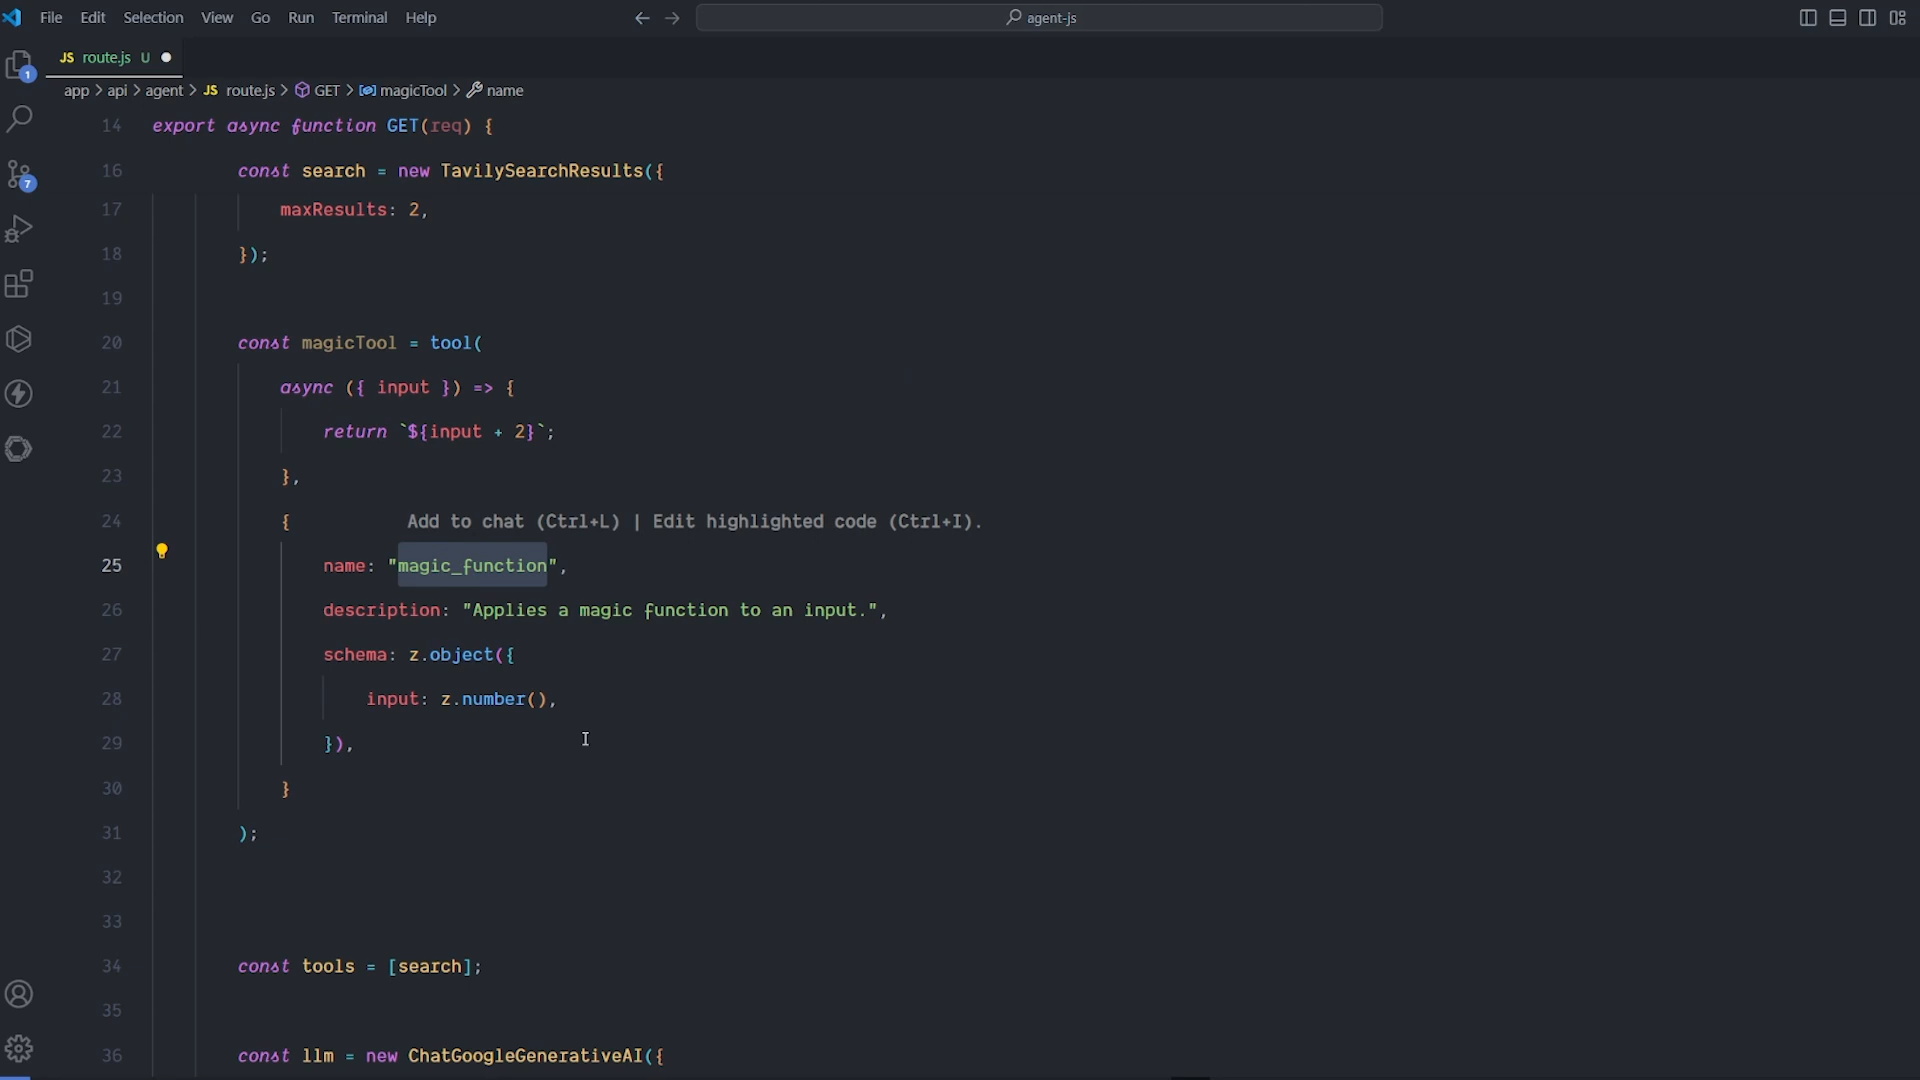 File Edit Selection View Go Run Terminal Help
agent-js
JS route.js U
1
app > api > agent > JS route.js > GET > magicTool > name
14 export async function GET(req) {
16 const search = new TavilySearchResults({
17 maxResults: 2,
7
18 });
19
20 const magicTool = tool(
21 async ({ input }) => {
22 return `${input + 2}`;
23 },
24 { Add to chat (Ctrl+L) | Edit highlighted code (Ctrl+I).
25 name: "magic_function",
26 description: "Applies a magic function to an input.",
27 schema: z.object({
28 input: z.number(),
29 }),
30 }
31 );
32
33
34 const tools = [search];
35
36 const llm = new ChatGoogleGenerativeAI({